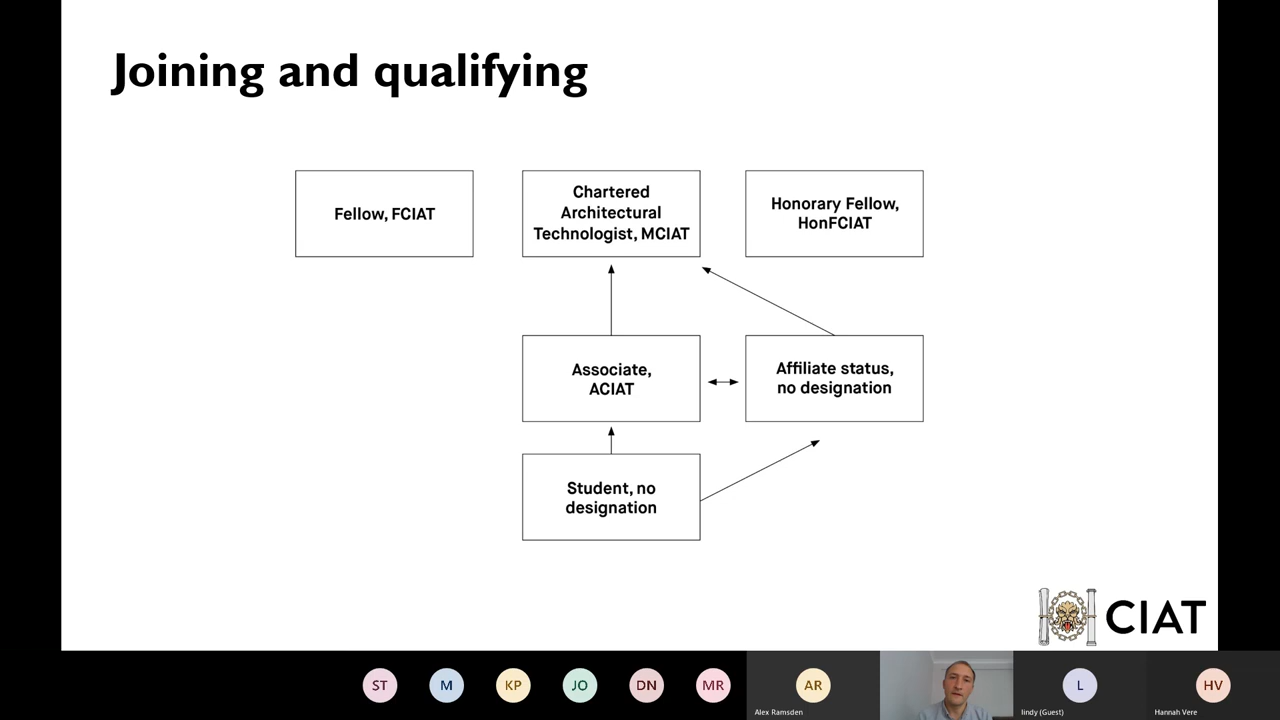 Joining and qualifying
Fellow, FCIAT
Chartered
Architectural
Technologist, MCIAT
Honorary Fellow,
HonFCIAT
Associate,
ACIAT
Affiliate status,
no designation
Student, no
designation
CIAT
ST
M
KP
JO
DN
MR
AR
L
HV
Alex Ramsden
lindy (Guest)
Hannah Vere